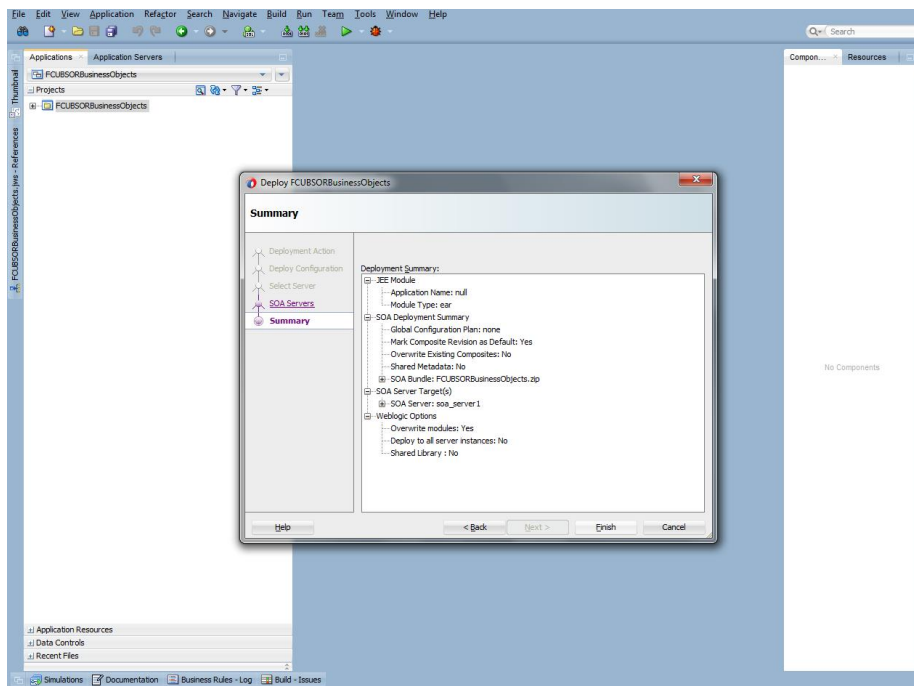 File Edit View Application Refactor Search Navigate Build Run Team Tools Window Help
Search
Applications Application Servers
Compon... Resources
FCUBSORBusinessObjects
Projects
FCUBSORBusinessObjects
Thumbnail
FCUBSORBusinessObjects.jws - References
No Components
Deploy FCUBSORBusinessObjects
Summary
Deployment Action
Deploy Configuration
Select Server
SOA Servers
Summary
Deployment Summary:
JEE Module
Application Name: null
Module Type: ear
SOA Deployment Summary
Global Configuration Plan: none
Mark Composite Revision as Default: Yes
Overwrite Existing Composites: No
Shared Metadata: No
SOA Bundle: FCUBSORBusinessObjects.zip
SOA Server Target(s)
SOA Server: soa_server1
Weblogic Options
Overwrite modules: Yes
Deploy to all server instances: No
Shared Library : No
Help < Back Next > Finish Cancel
Application Resources
Data Controls
Recent Files
Simulations Documentation Business Rules - Log Build - Issues